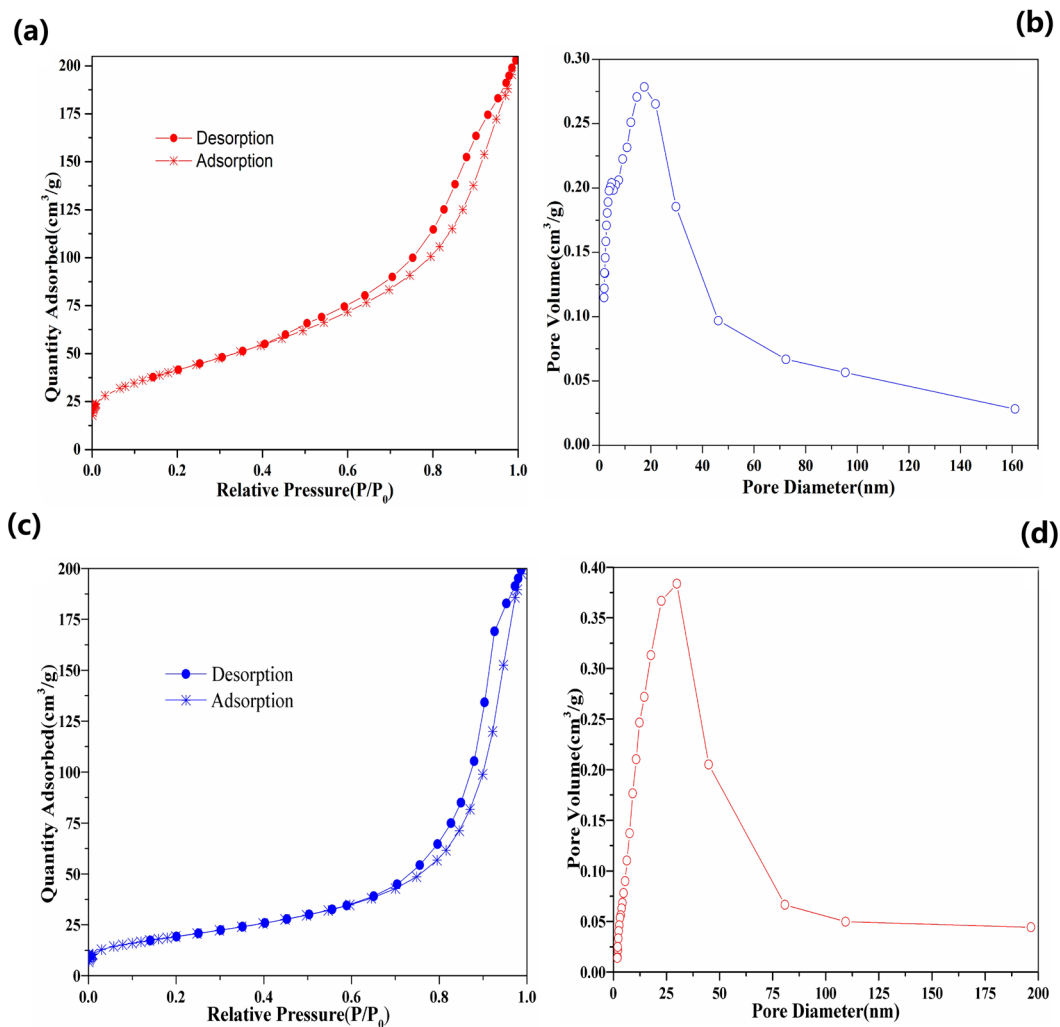 (a)
Quantity Adsorbed(cm³/g)
200
175
150
125
100
75
50
25
0
Desorption
Adsorption
0.0 0.2 0.4 0.6 0.8 1.0
Relative Pressure(P/P₀)
(b)
Pore Volume(cm³/g)
0.30
0.25
0.20
0.15
0.10
0.05
0.00
0 20 40 60 80 100 120 140 160
Pore Diameter(nm)
(c)
Quantity Adsorbed(cm³/g)
200
175
150
125
100
75
50
25
0
Desorption
Adsorption
0.0 0.2 0.4 0.6 0.8 1.0
Relative Pressure(P/P₀)
(d)
Pore Volume(cm³/g)
0.40
0.35
0.30
0.25
0.20
0.15
0.10
0.05
0.00
0 25 50 75 100 125 150 175 200
Pore Diameter(nm)